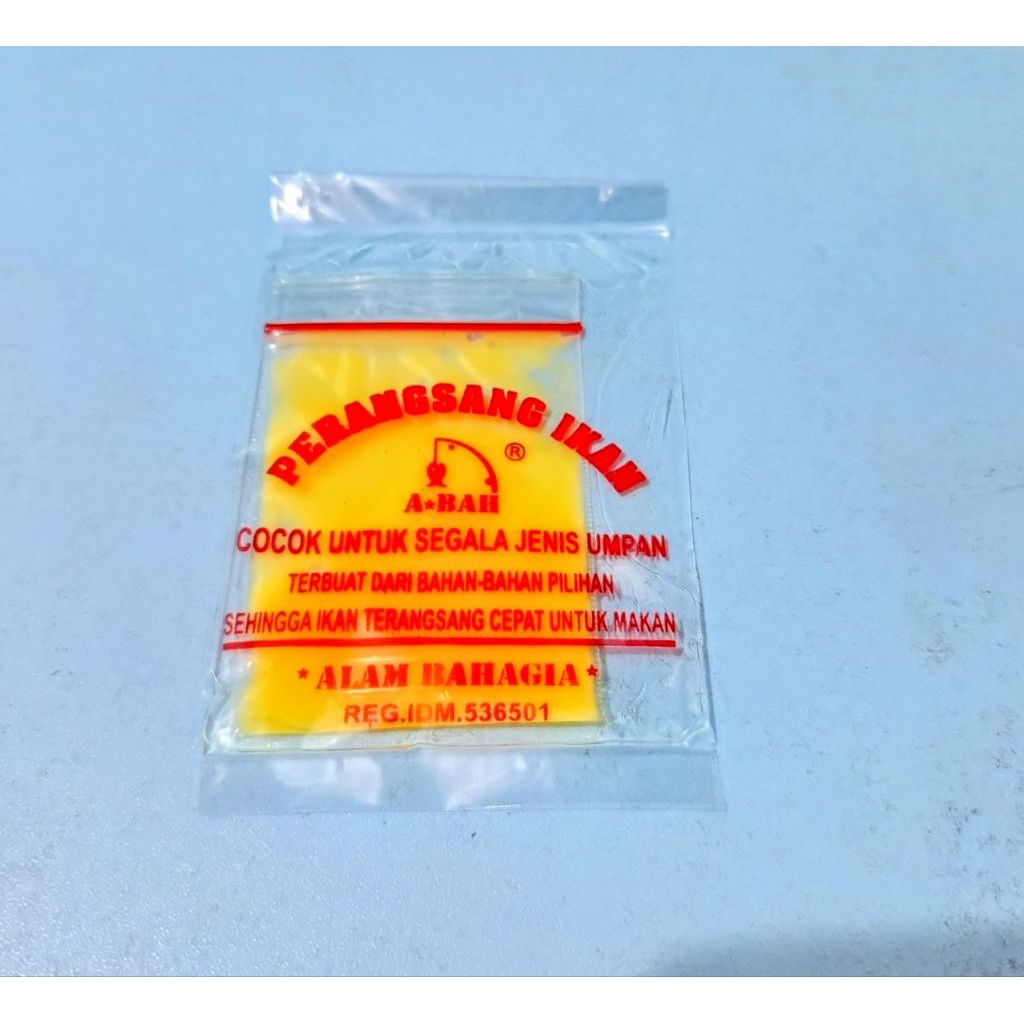 PERANGSANG IKAN
®
A★BAH
COCOK UNTUK SEGALA JENIS UMPAN
TERBUAT DARI BAHAN-BAHAN PILIHAN
SEHINGGA IKAN TERANGSANG CEPAT UNTUK MAKAN
★ ALAM BAHAGIA ★
REG.IDM.536501